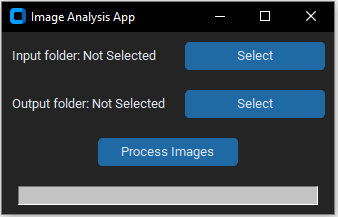 Image Analysis App
Input folder: Not Selected Select
Output folder: Not Selected Select
Process Images